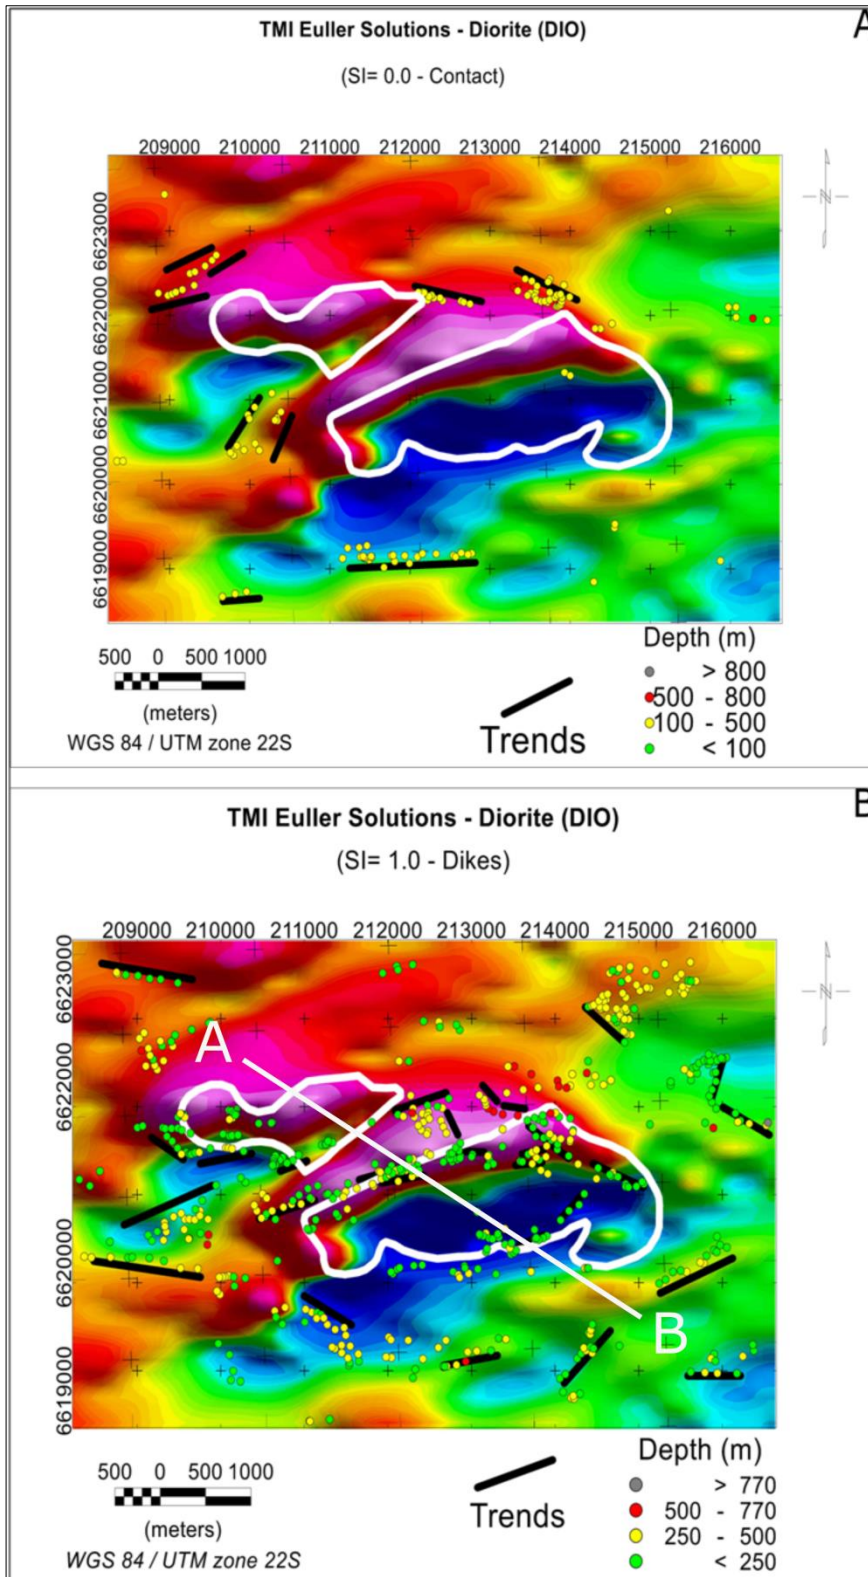 A
TMI Euller Solutions - Diorite (DIO)
(SI= 0.0 - Contact)
209000 210000 211000 212000 213000 214000 215000 216000
N
6623000
6622000
6621000
6620000
6619000
500 0 500 1000
(meters)
WGS 84 / UTM zone 22S
Trends
Depth (m)
> 800
500 - 800
100 - 500
< 100
B
TMI Euller Solutions - Diorite (DIO)
(SI= 1.0 - Dikes)
209000 210000 211000 212000 213000 214000 215000 216000
N
6623000
6622000
6620000
6619000
A
B
500 0 500 1000
(meters)
WGS 84 / UTM zone 22S
Trends
Depth (m)
> 770
500 - 770
250 - 500
< 250